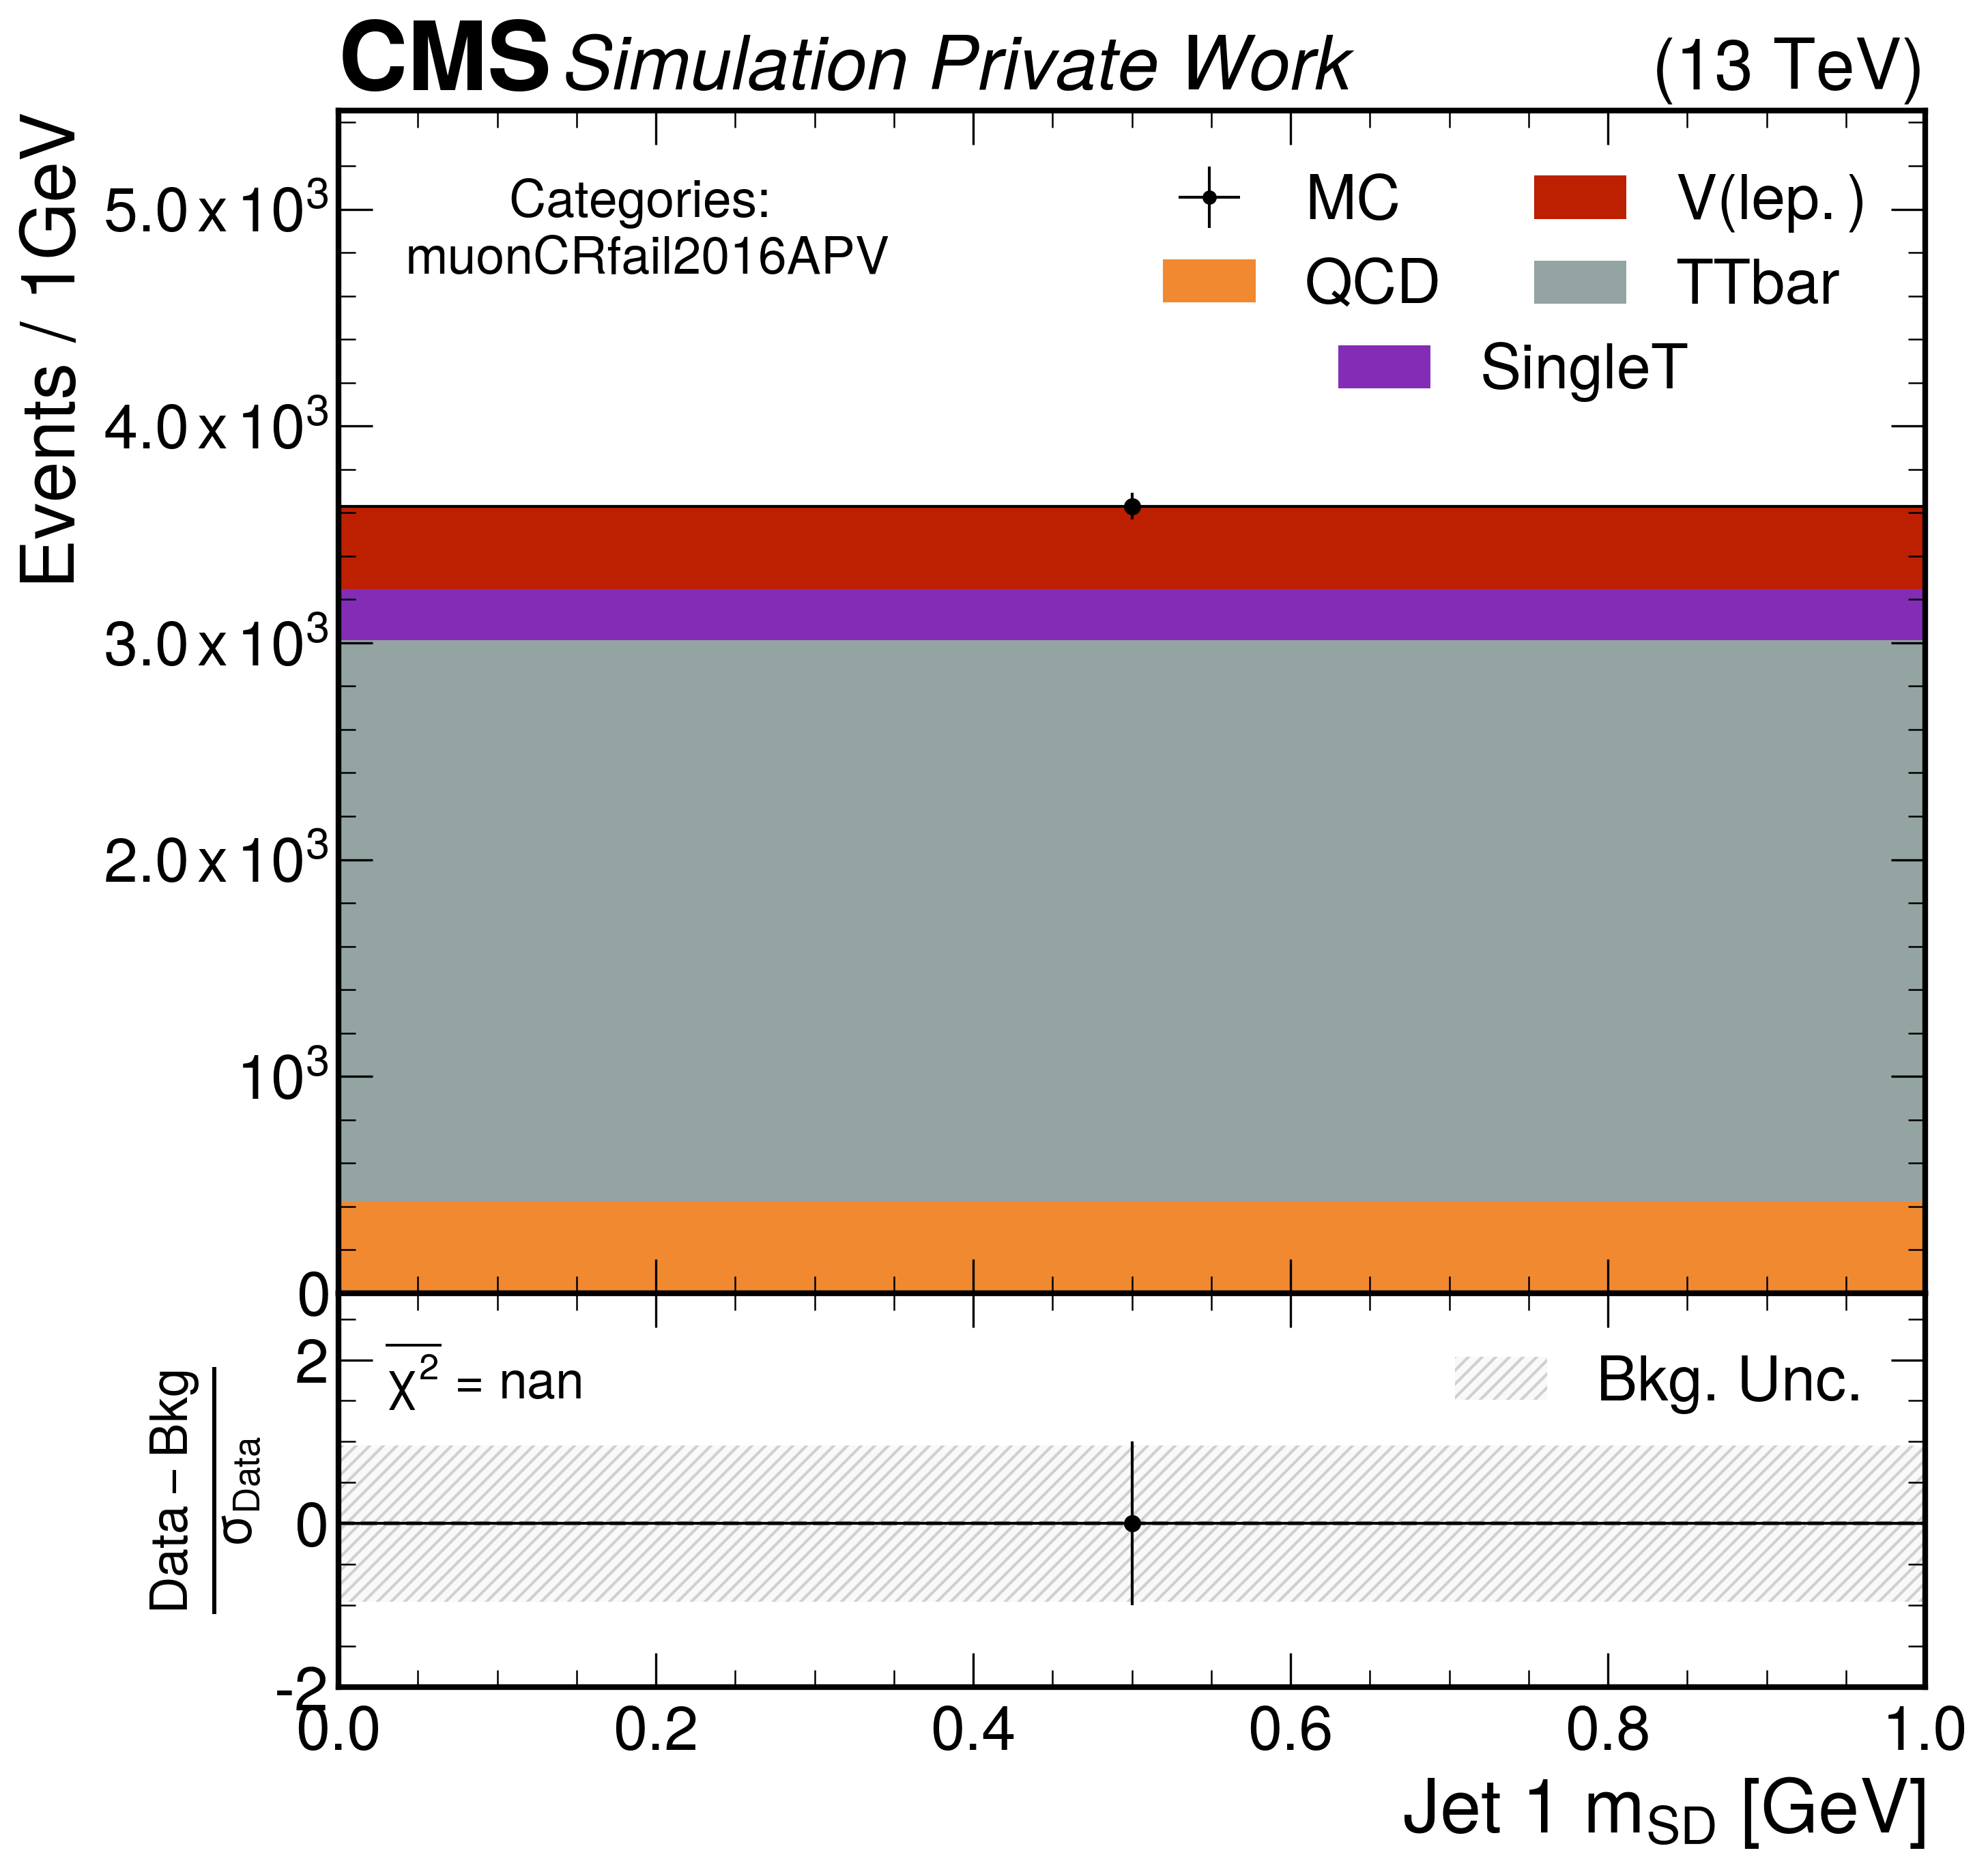 CMS Simulation Private Work (13 TeV)
Events / 1GeV
5.0 x 10³
4.0 x 10³
3.0 x 10³
2.0 x 10³
10³
0
Categories:
muonCRfail2016APV
MC V(lep.)
QCD TTbar
SingleT
Data – Bkg
σ_Data
2
0
-2
χ² = nan
Bkg. Unc.
0.0 0.2 0.4 0.6 0.8 1.0
Jet 1 m_SD [GeV]